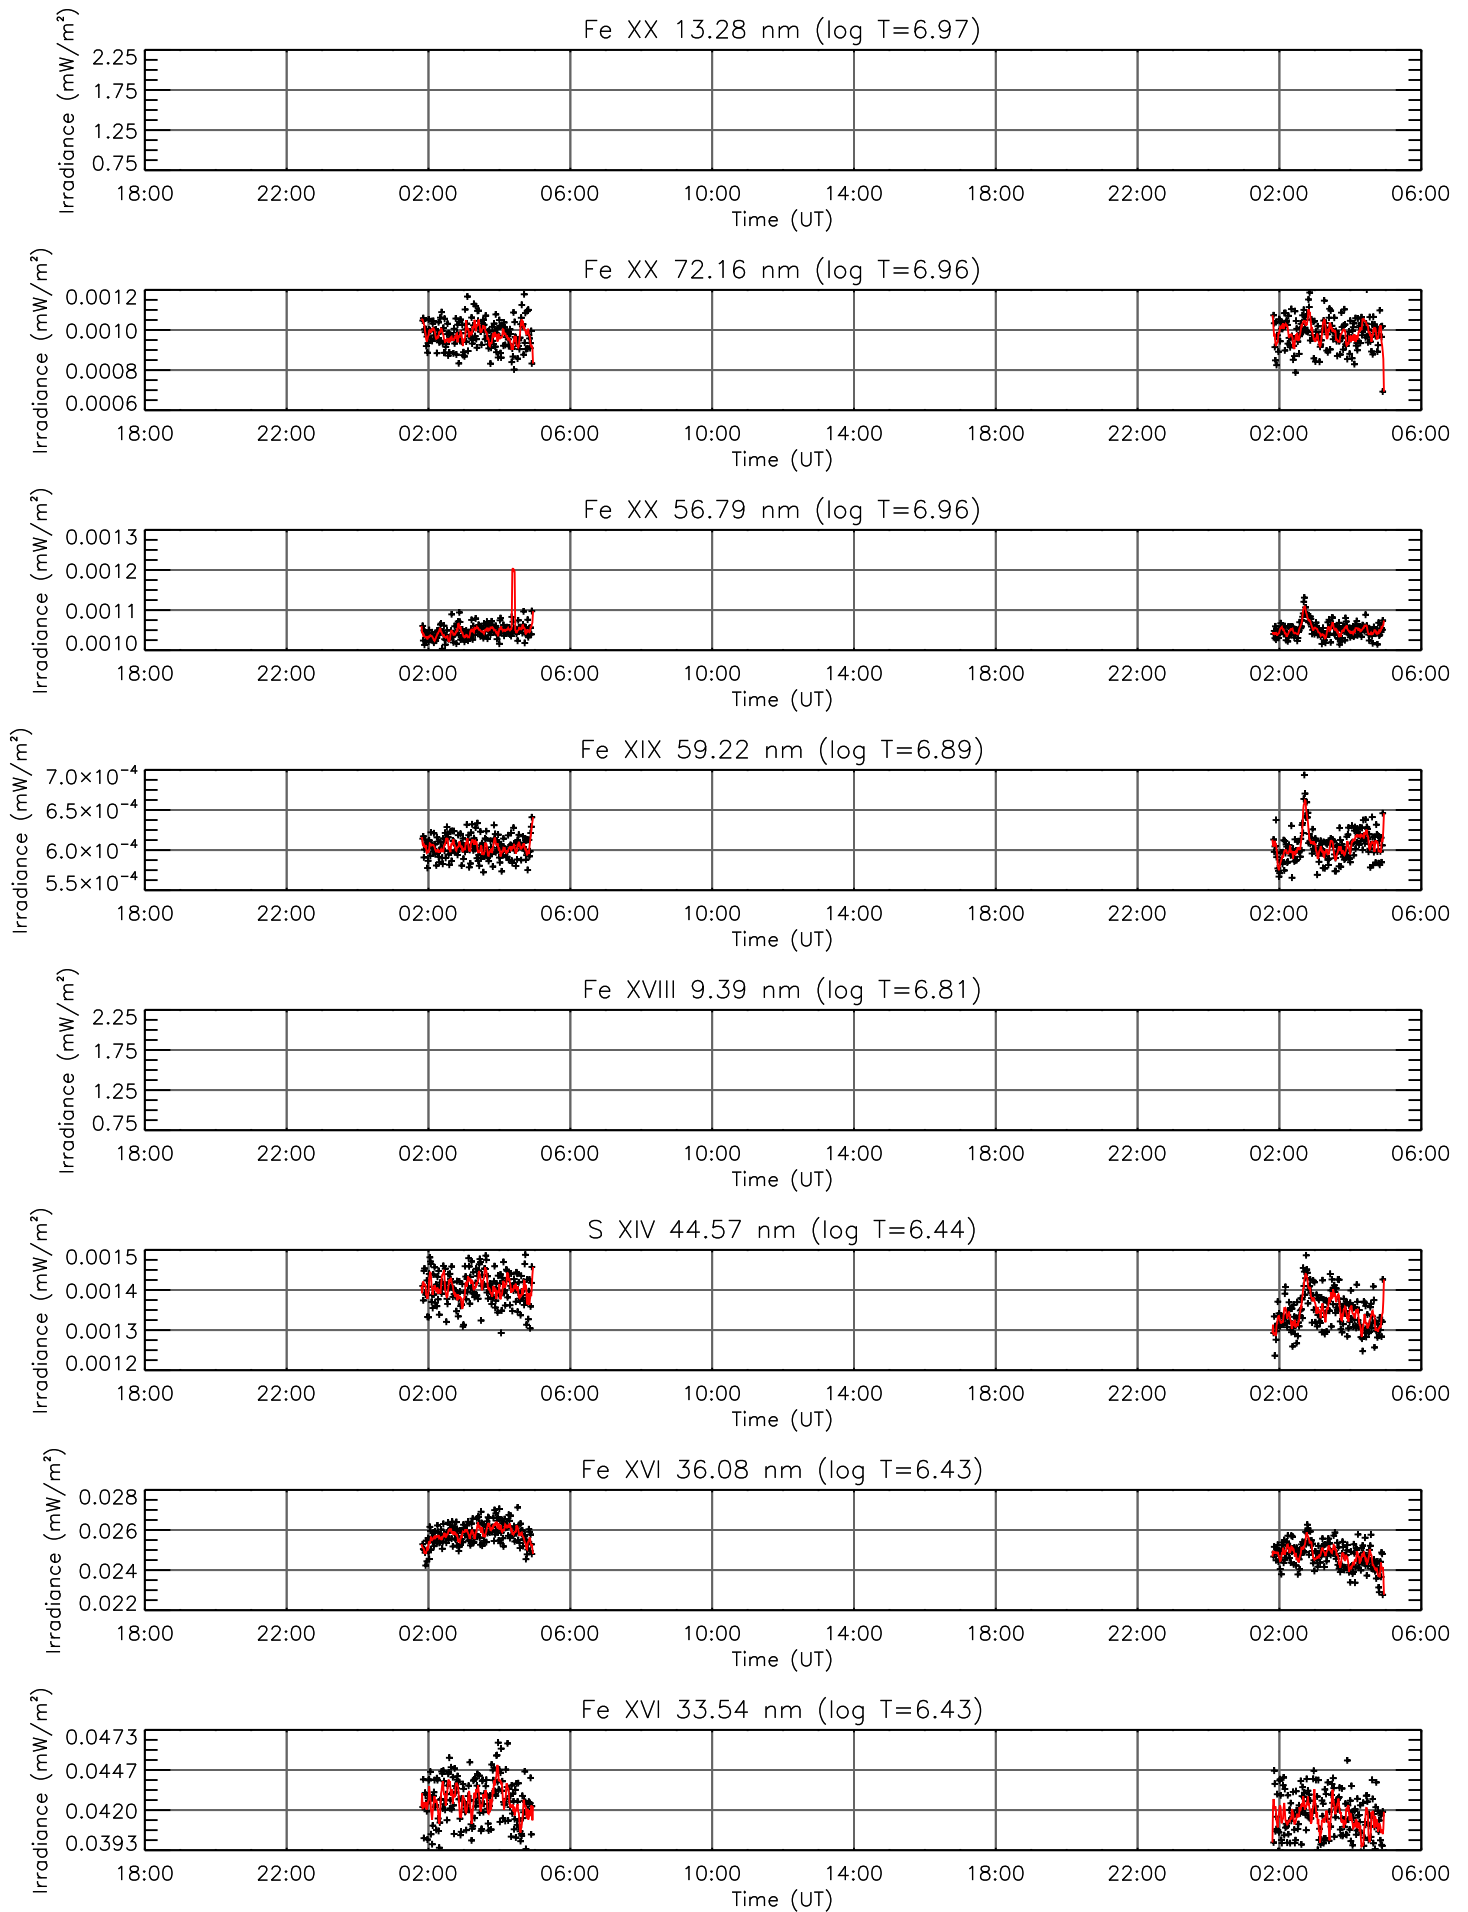 Fe XX 13.28 nm (log T=6.97)
Irradiance (mW/m²)
2.25
1.75
1.25
0.75
18:00 22:00 02:00 06:00 10:00 14:00 18:00 22:00 02:00 06:00
Time (UT)
Fe XX 72.16 nm (log T=6.96)
Irradiance (mW/m²)
0.0012
0.0010
0.0008
0.0006
18:00 22:00 02:00 06:00 10:00 14:00 18:00 22:00 02:00 06:00
Time (UT)
Fe XX 56.79 nm (log T=6.96)
Irradiance (mW/m²)
0.0013
0.0012
0.0011
0.0010
18:00 22:00 02:00 06:00 10:00 14:00 18:00 22:00 02:00 06:00
Time (UT)
Fe XIX 59.22 nm (log T=6.89)
Irradiance (mW/m²)
7.0×10⁻⁴
6.5×10⁻⁴
6.0×10⁻⁴
5.5×10⁻⁴
18:00 22:00 02:00 06:00 10:00 14:00 18:00 22:00 02:00 06:00
Time (UT)
Fe XVIII 9.39 nm (log T=6.81)
Irradiance (mW/m²)
2.25
1.75
1.25
0.75
18:00 22:00 02:00 06:00 10:00 14:00 18:00 22:00 02:00 06:00
Time (UT)
S XIV 44.57 nm (log T=6.44)
Irradiance (mW/m²)
0.0015
0.0014
0.0013
0.0012
18:00 22:00 02:00 06:00 10:00 14:00 18:00 22:00 02:00 06:00
Time (UT)
Fe XVI 36.08 nm (log T=6.43)
Irradiance (mW/m²)
0.028
0.026
0.024
0.022
18:00 22:00 02:00 06:00 10:00 14:00 18:00 22:00 02:00 06:00
Time (UT)
Fe XVI 33.54 nm (log T=6.43)
Irradiance (mW/m²)
0.0473
0.0447
0.0420
0.0393
18:00 22:00 02:00 06:00 10:00 14:00 18:00 22:00 02:00 06:00
Time (UT)